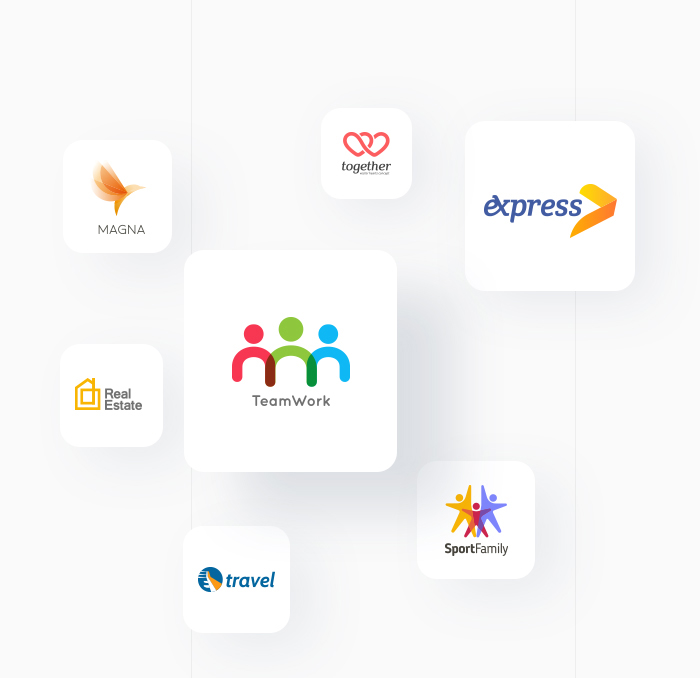 together
express
MAGNA
TeamWork
Real
Estate
SportFamily
travel